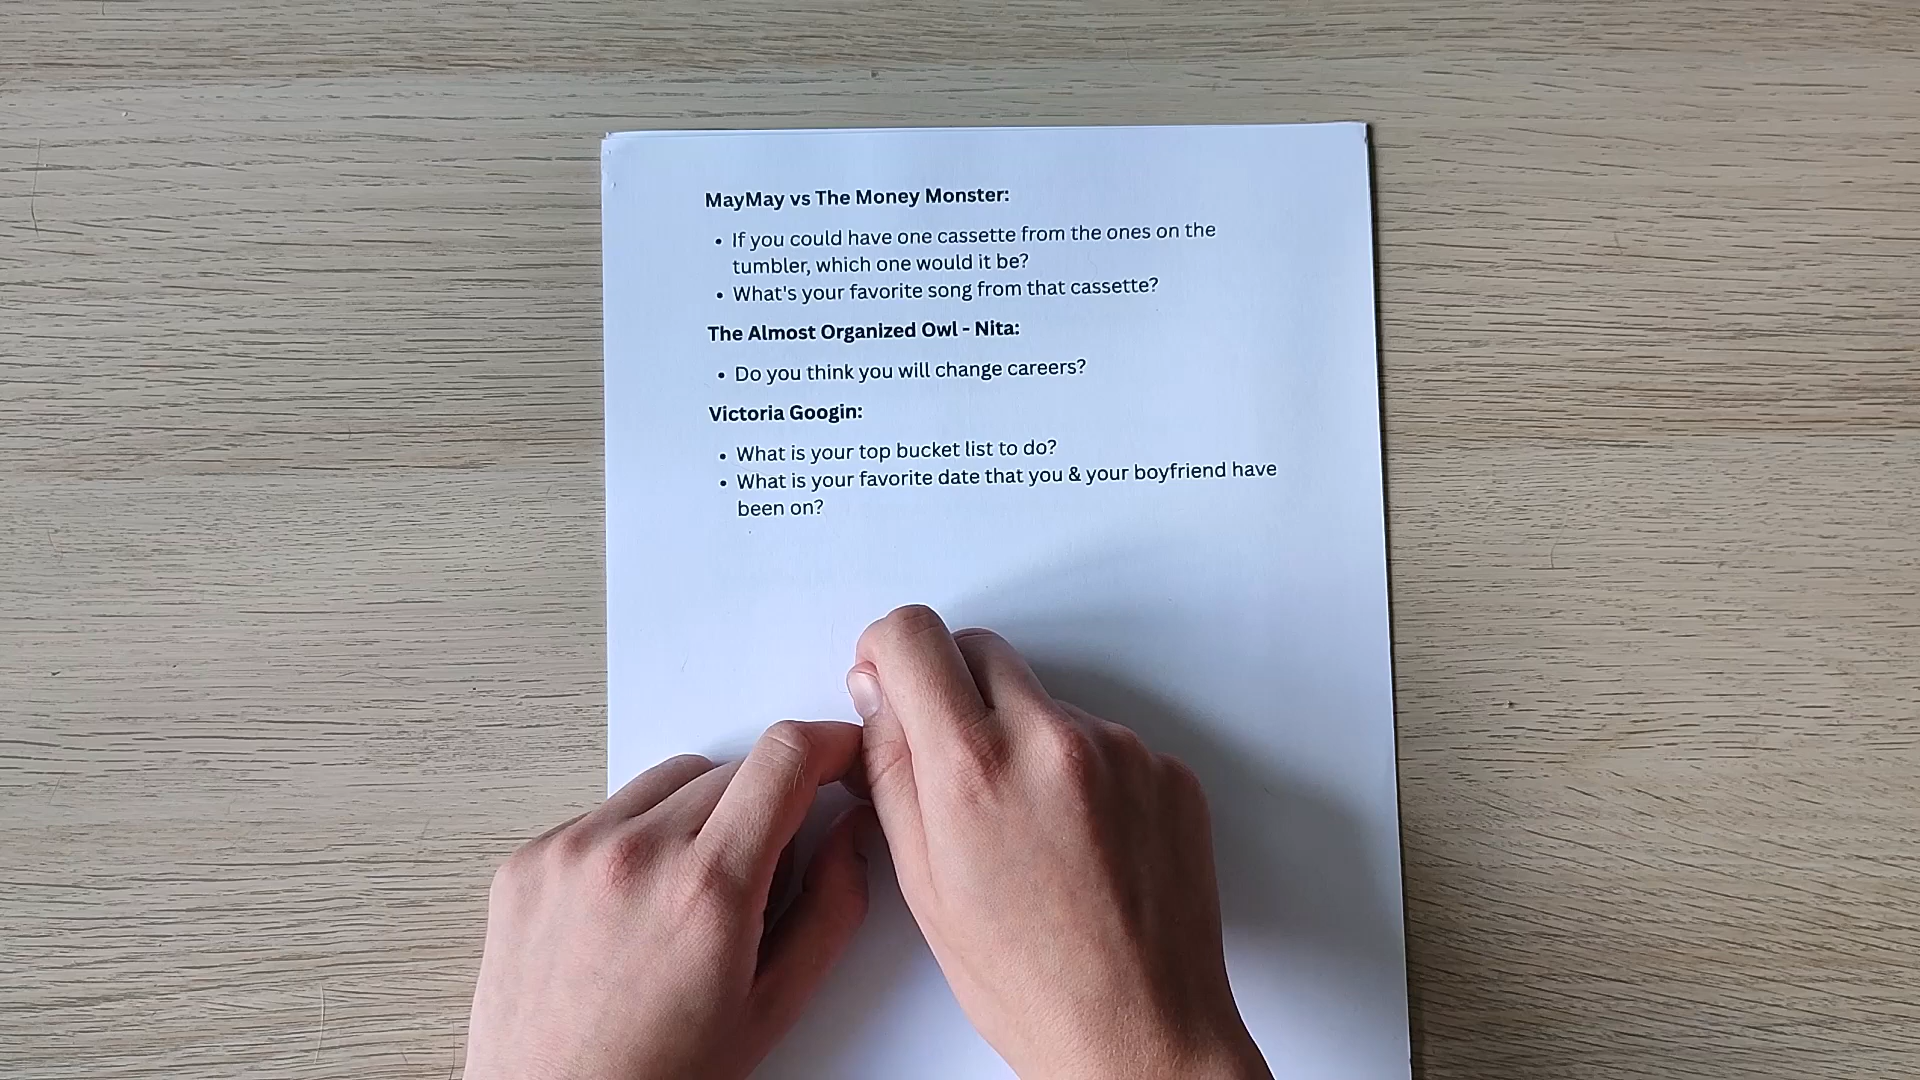 MayMay vs The Money Monster:
• If you could have one cassette from the ones on the
tumbler, which one would it be?
• What's your favorite song from that cassette?
The Almost Organized Owl - Nita:
• Do you think you will change careers?
Victoria Googin:
• What is your top bucket list to do?
• What is your favorite date that you & your boyfriend have
been on?